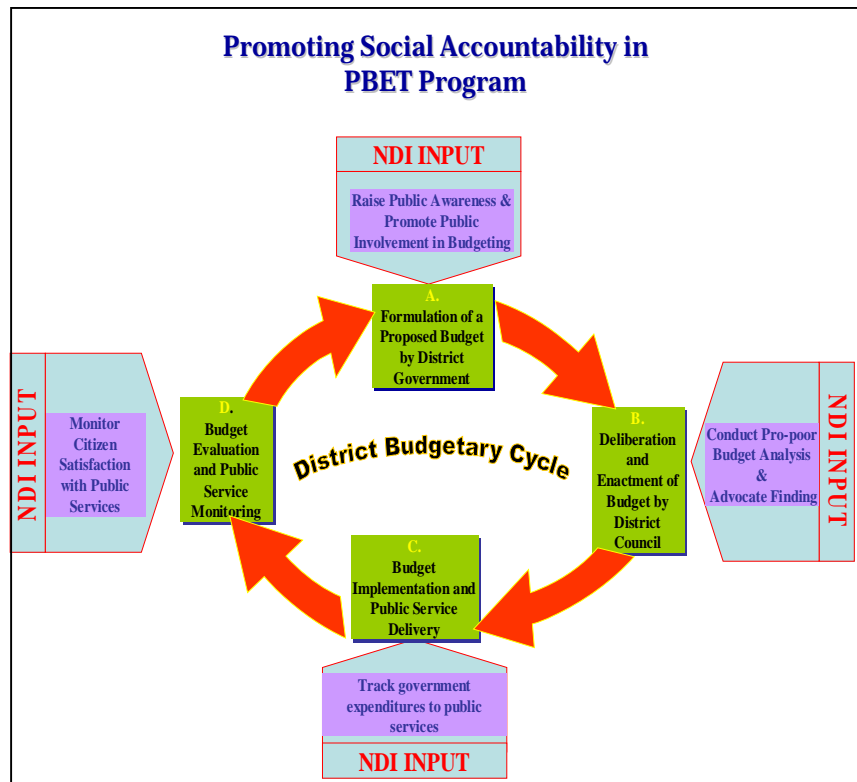 Promoting Social Accountability in
PBET Program
NDI INPUT
Raise Public Awareness &
Promote Public
Involvement in Budgeting
A.
Formulation of a
Proposed Budget
by District
Government
NDI INPUT
Monitor
Citizen
Satisfaction
with Public
Services
D.
Budget
Evaluation
and Public
Service
Monitoring
District Budgetary Cycle
B.
Deliberation
and
Enactment of
Budget by
District
Council
Conduct Pro-poor
Budget Analysis
&
Advocate Finding
NDI INPUT
C.
Budget
Implementation and
Public Service
Delivery
Track government
expenditures to public
services
NDI INPUT